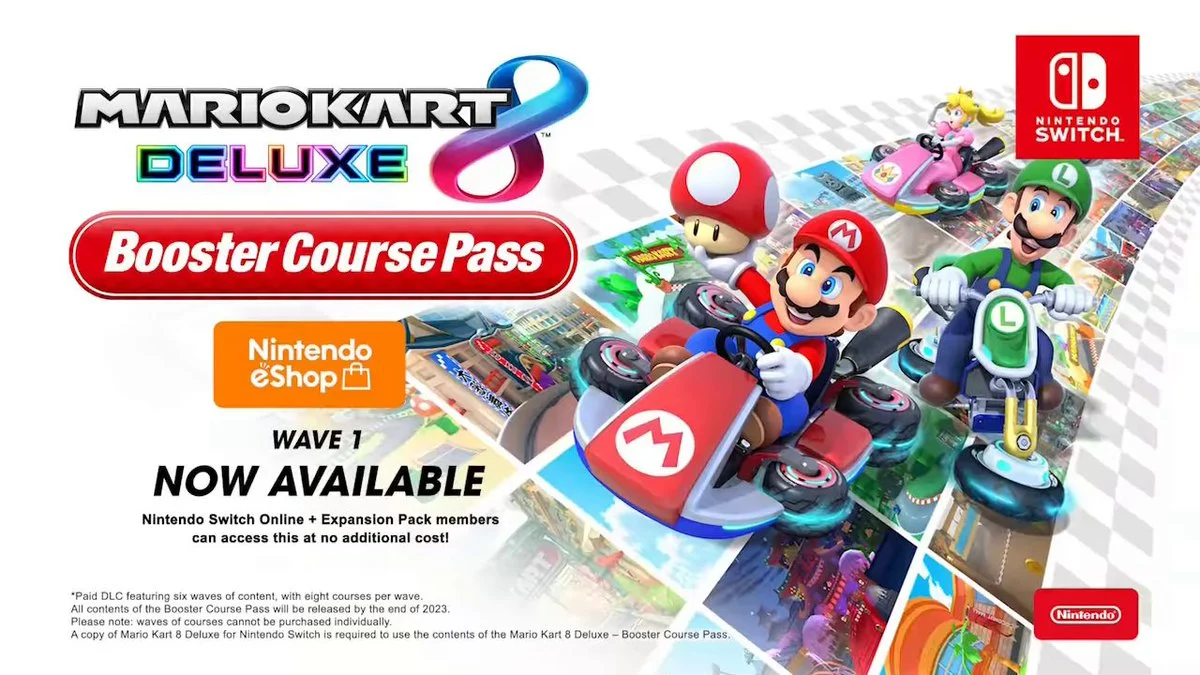 MARIOKART 8™
DELUXE
Booster Course Pass
Nintendo
eShop
WAVE 1
NOW AVAILABLE
Nintendo Switch Online + Expansion Pack members
can access this at no additional cost!
*Paid DLC featuring six waves of content, with eight courses per wave.
All contents of the Booster Course Pass will be released by the end of 2023.
Please note: waves of courses cannot be purchased individually.
A copy of Mario Kart 8 Deluxe for Nintendo Switch is required to use the contents of the Mario Kart 8 Deluxe – Booster Course Pass.
NINTENDO
SWITCH™
M
L
L
M
MARIO KART
Nintendo